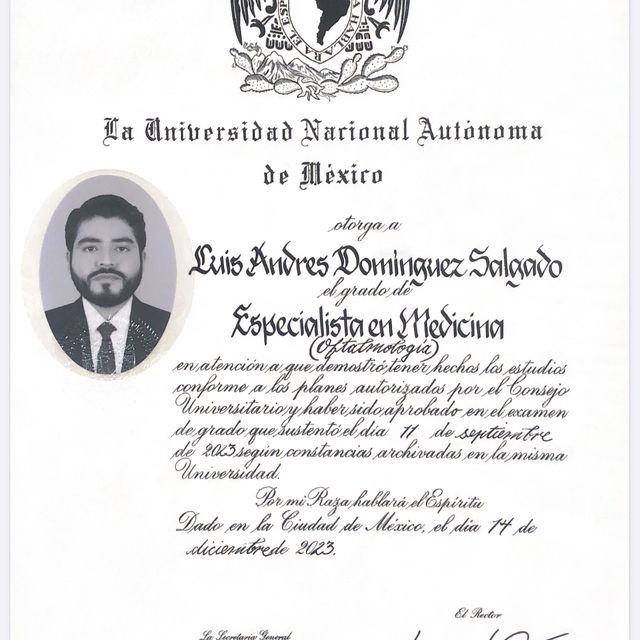 HABLARA EL ESP
La Universidad Nacional Autónoma
de México
otorga a
Luis Andres Dominguez Salgado
el grado de
Especialista en Medicina
(Oftalmología)
en atención a que demostró tener hechos los estudios
conforme a los planes autorizados por el Consejo
Universitario y haber sido aprobado en el examen
de grado que sustentó el día 11 de septiembre
de 2023 según constancias archivadas en la misma
Universidad.
Por mi Raza hablará el Espíritu
Dado en la Ciudad de México, el día 14 de
diciembre de 2023.
El Rector
La Secretaria General